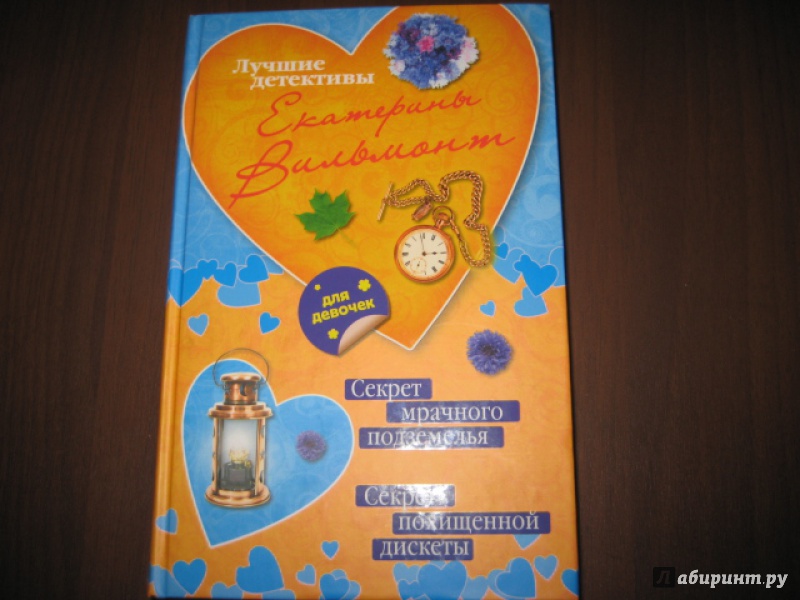 Лучшие
детективы
Екатерины
Вильмонт
для
девочек
Секрет
мрачного
подземелья
Секрет
похищенной
дискеты
Лабиринт.ру